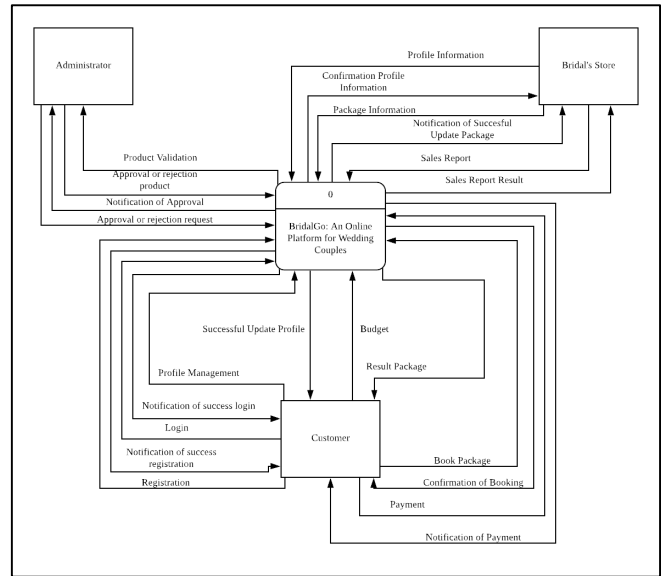 Administrator
Bridal's Store
Profile Information
Confirmation Profile
Information
Package Information
Notification of Succesful
Update Package
Sales Report
Sales Report Result
Product Validation
Approval or rejection
product
Notification of Approval
Approval or rejection request
0
BridalGo: An Online
Platform for Wedding
Couples
Successful Update Profile
Budget
Result Package
Profile Management
Notification of success login
Login
Customer
Notification of success
registration
Registration
Book Package
Confirmation of Booking
Payment
Notification of Payment